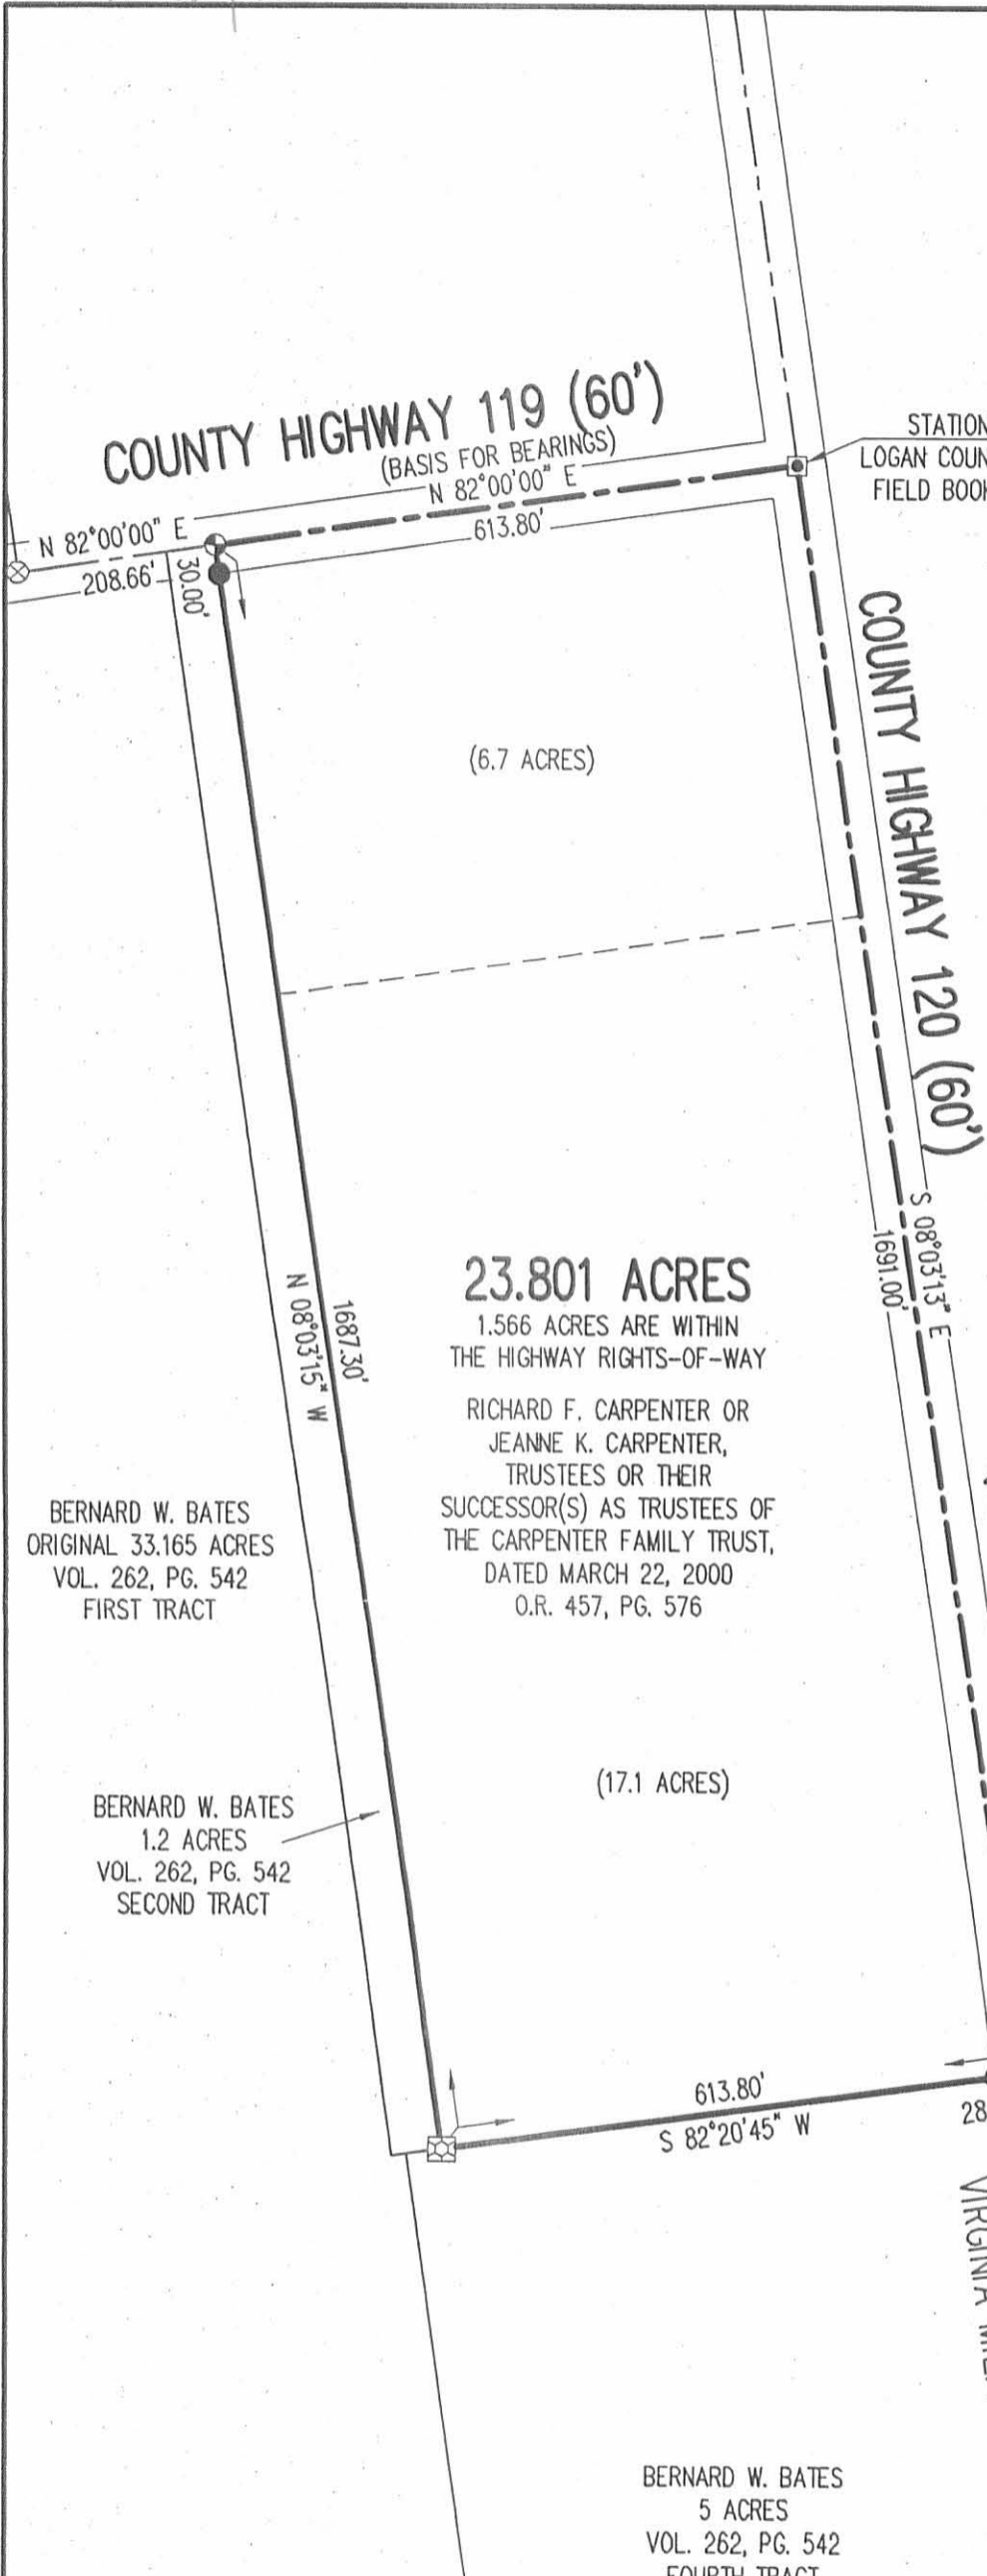 COUNTY HIGHWAY 119 (60')
(BASIS FOR BEARINGS)
N 82°00'00" E
613.80'
N 82°00'00" E
208.66'
30.00'
STATION
LOGAN COUN
FIELD BOOK
COUNTY HIGHWAY 120 (60')
(6.7 ACRES)
S 08°03'13" E
1691.00'
23.801 ACRES
1.566 ACRES ARE WITHIN
THE HIGHWAY RIGHTS-OF-WAY
RICHARD F. CARPENTER OR
JEANNE K. CARPENTER,
TRUSTEES OR THEIR
SUCCESSOR(S) AS TRUSTEES OF
THE CARPENTER FAMILY TRUST,
DATED MARCH 22, 2000
O.R. 457, PG. 576
1687.30'
N 08°03'15" W
BERNARD W. BATES
ORIGINAL 33.165 ACRES
VOL. 262, PG. 542
FIRST TRACT
(17.1 ACRES)
BERNARD W. BATES
1.2 ACRES
VOL. 262, PG. 542
SECOND TRACT
613.80'
S 82°20'45" W
28
VIRGINIA
BERNARD W. BATES
5 ACRES
VOL. 262, PG. 542
FOURTH TRACT